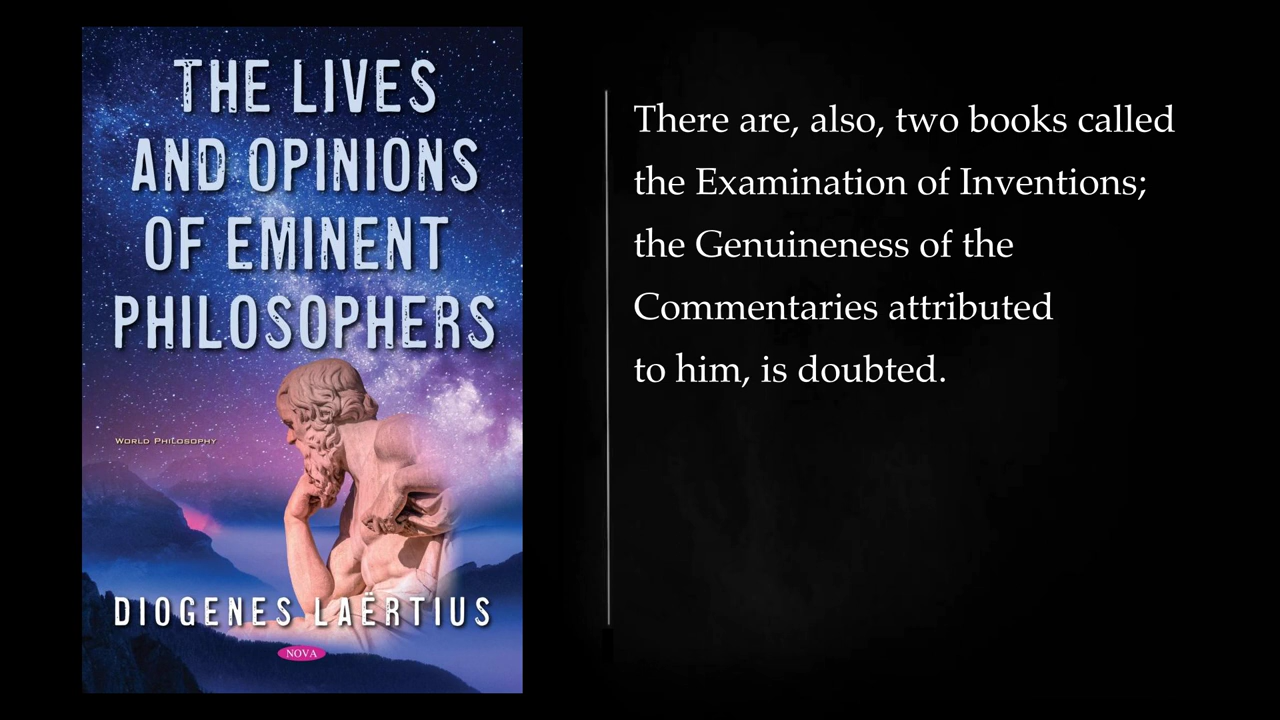 THE LIVES
AND OPINIONS
OF EMINENT
PHILOSOPHERS
WORLD PHILOSOPHY
DIOGENES LAËRTIUS
NOVA
There are, also, two books called
the Examination of Inventions;
the Genuineness of the
Commentaries attributed
to him, is doubted.